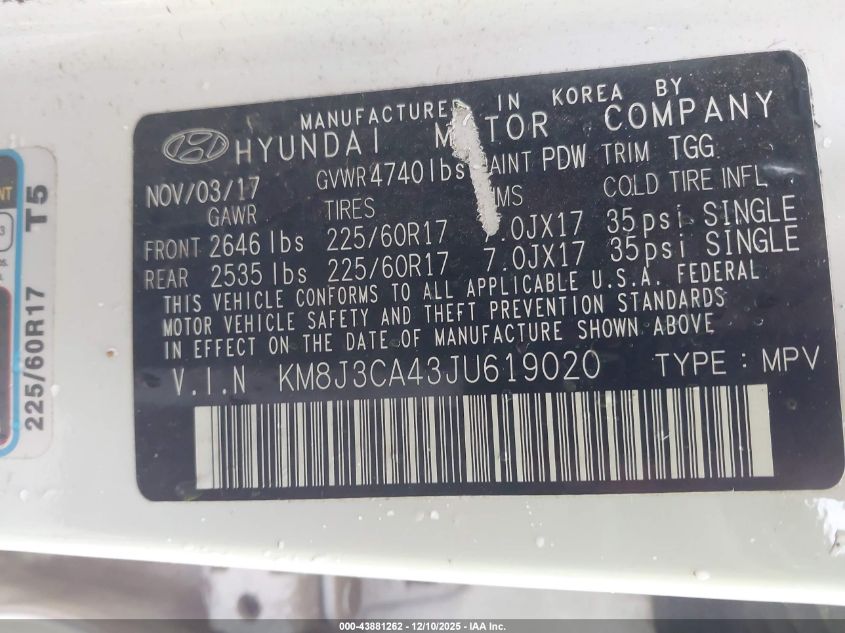 MANUFACTURED IN KOREA BY
HYUNDAI MOTOR COMPANY
NOV/03/17 GVWR 4740lbs PAINT PDW TRIM TGG
GAWR TIRES RIMS COLD TIRE INFL
FRONT 2646 lbs 225/60R17 7.0JX17 35psi SINGLE
REAR 2535 lbs 225/60R17 7.0JX17 35psi SINGLE
THIS VEHICLE CONFORMS TO ALL APPLICABLE U.S.A. FEDERAL
MOTOR VEHICLE SAFETY AND THEFT PREVENTION STANDARDS
IN EFFECT ON THE DATE OF MANUFACTURE SHOWN ABOVE
V.I.N KM8J3CA43JU619020 TYPE : MPV
225/60R17 T5
000-43881262 - 12/10/2025 - IAA Inc.